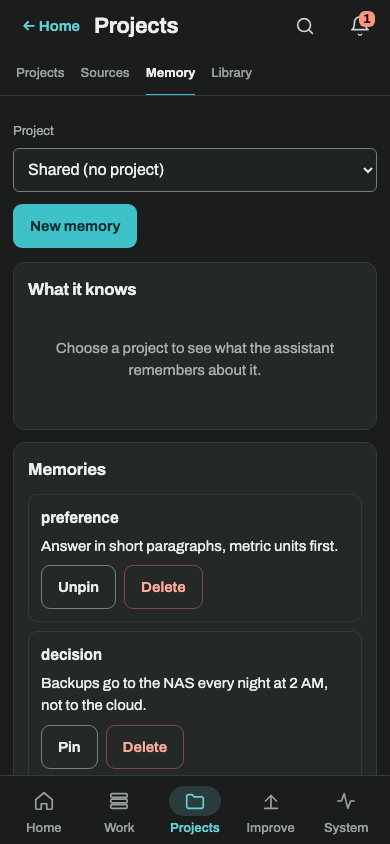 ← Home Projects 1
Projects Sources Memory Library
Project
Shared (no project)
New memory
What it knows
Choose a project to see what the assistant
remembers about it.
Memories
preference
Answer in short paragraphs, metric units first.
Unpin Delete
decision
Backups go to the NAS every night at 2 AM,
not to the cloud.
Pin Delete
Home Work Projects Improve System